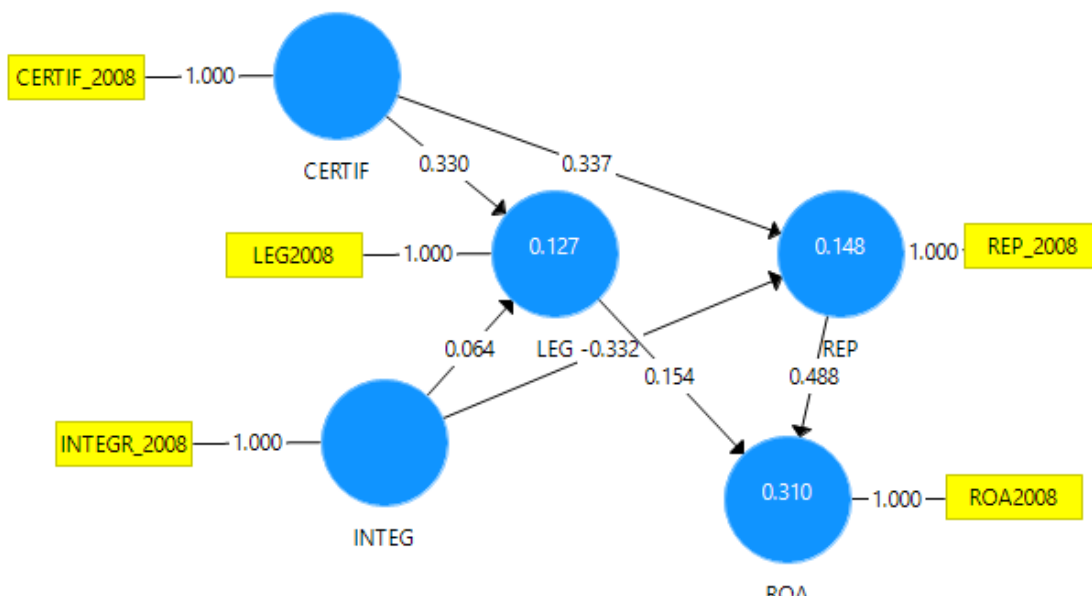 CERTIF_2008
1.000
CERTIF
0.330
0.337
LEG2008
1.000
0.127
0.148
1.000
REP_2008
0.064
LEG
-0.332
REP
0.154
0.488
INTEGR_2008
1.000
INTEG
0.310
1.000
ROA2008
ROA